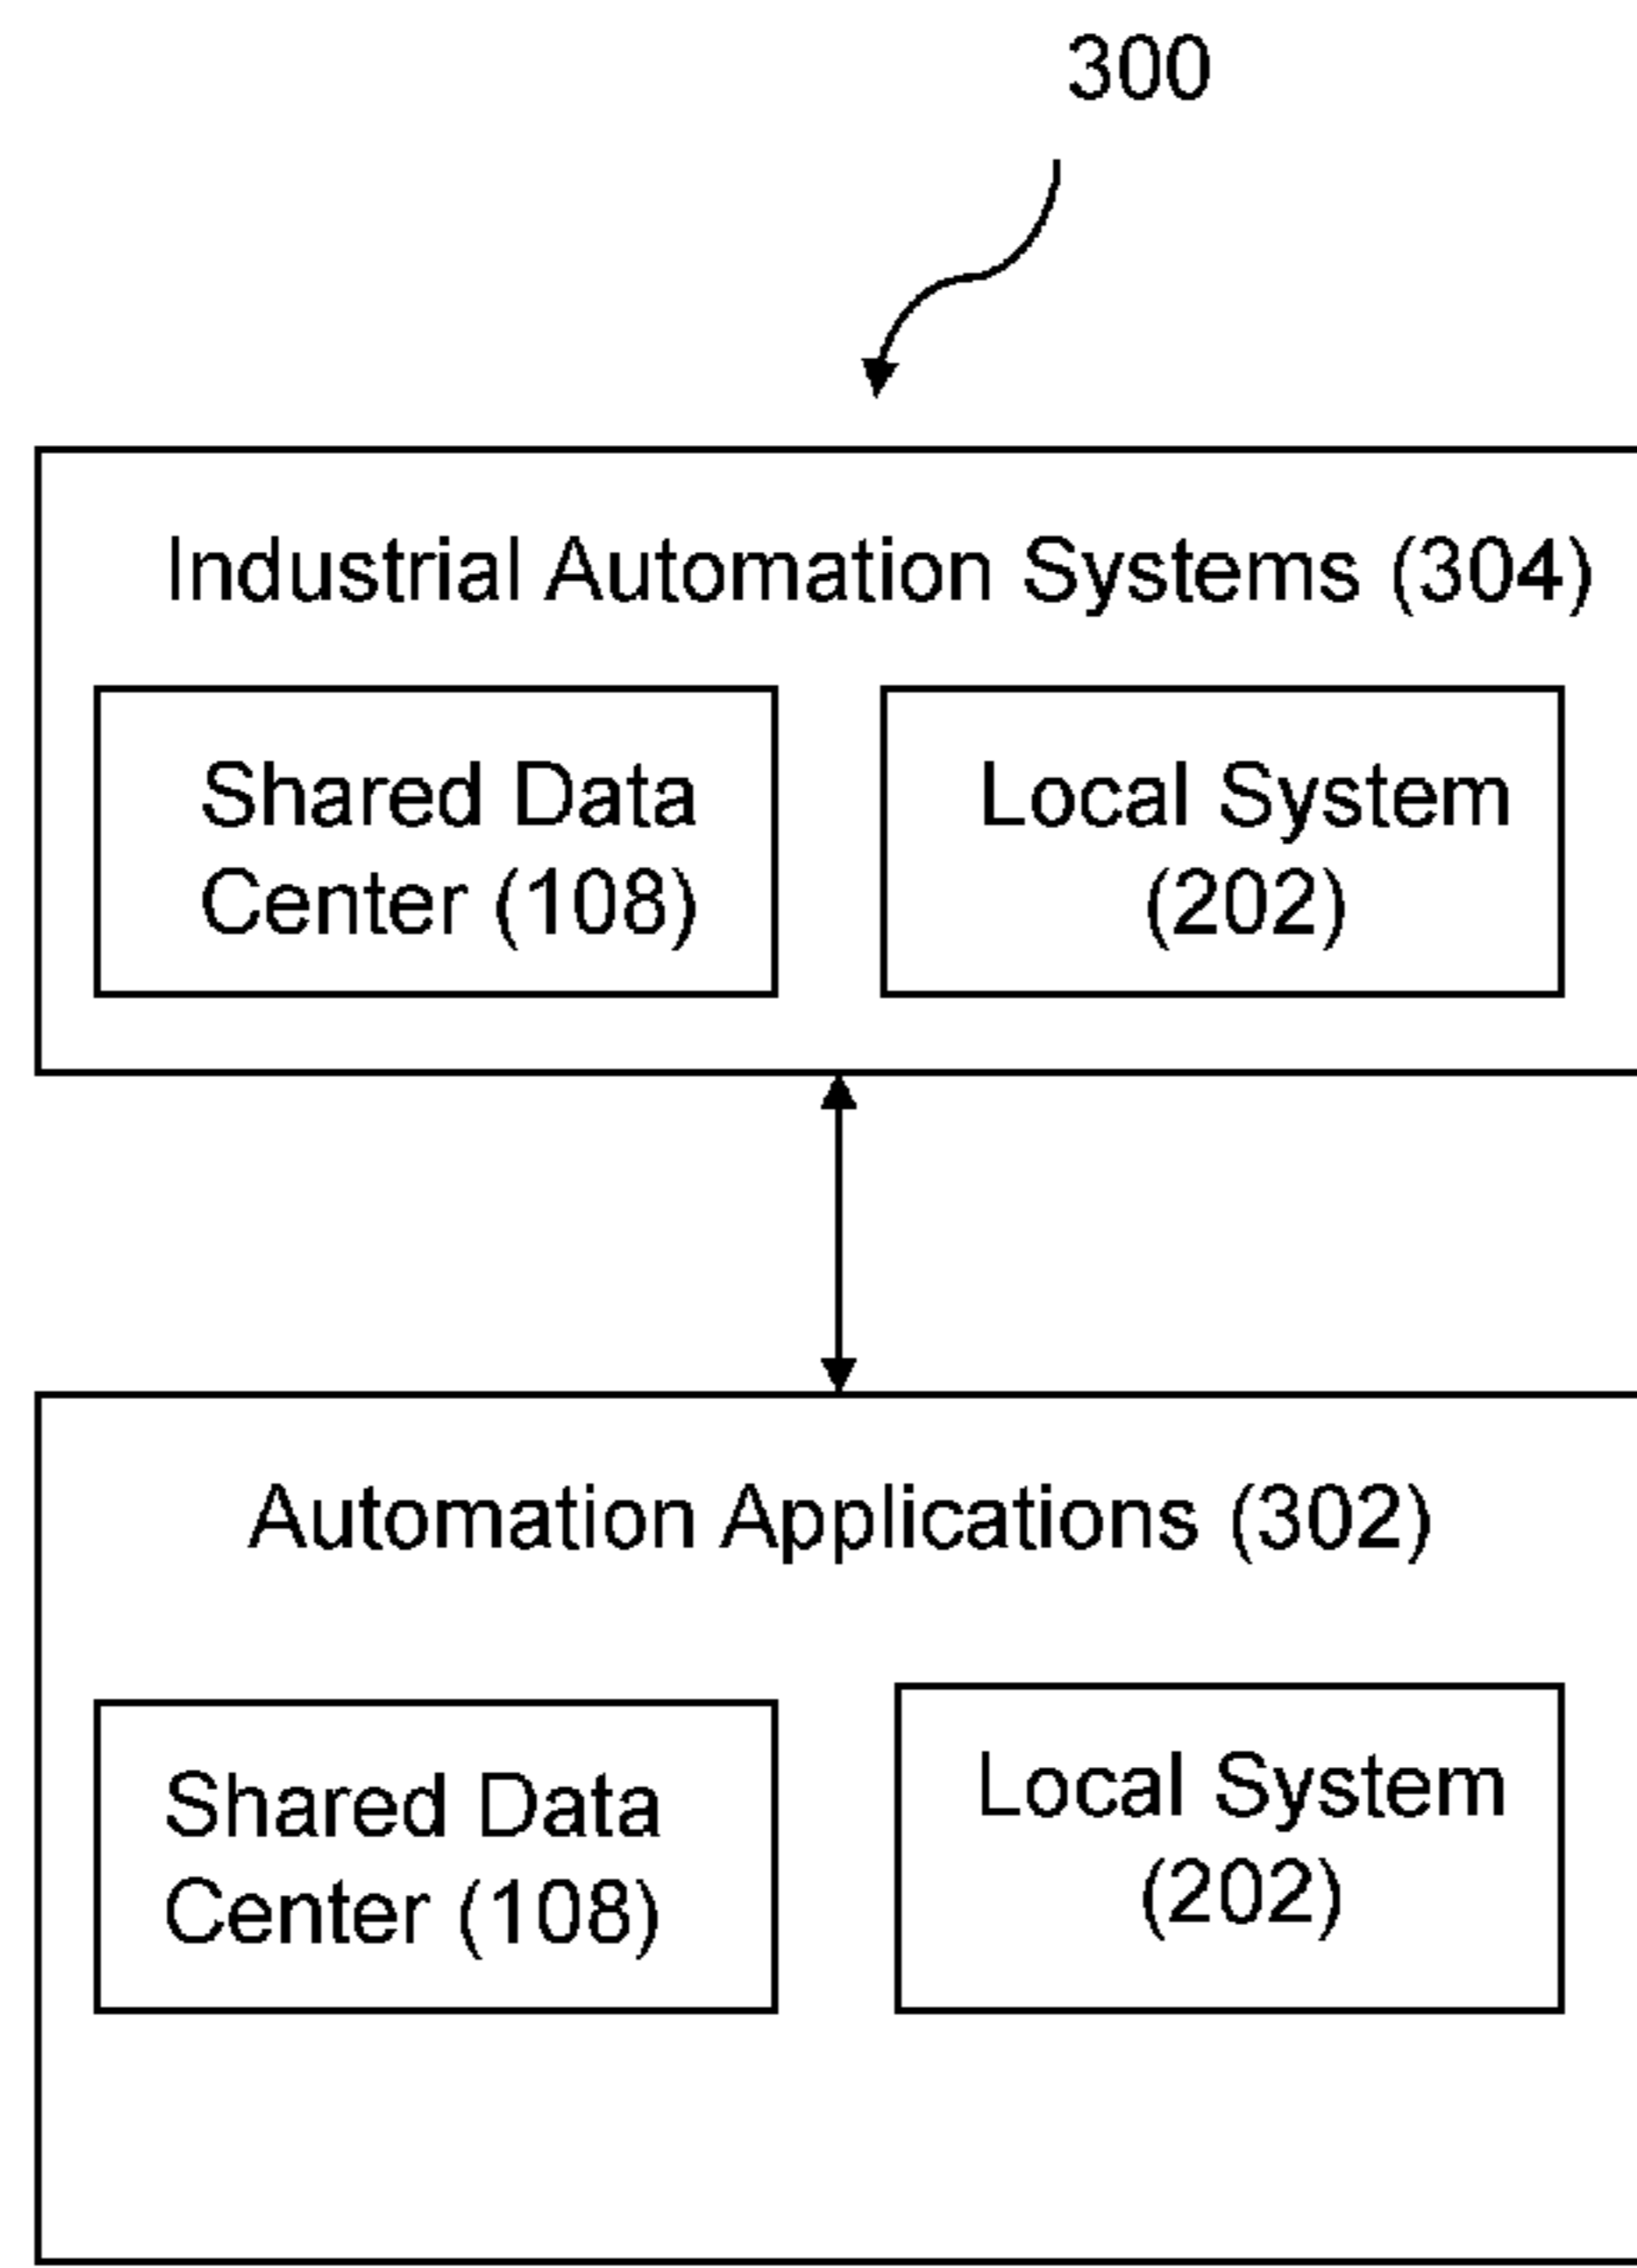 300
Industrial Automation Systems (304)
Shared Data
Center (108)
Local System
(202)
Automation Applications (302)
Shared Data
Center (108)
Local System
(202)